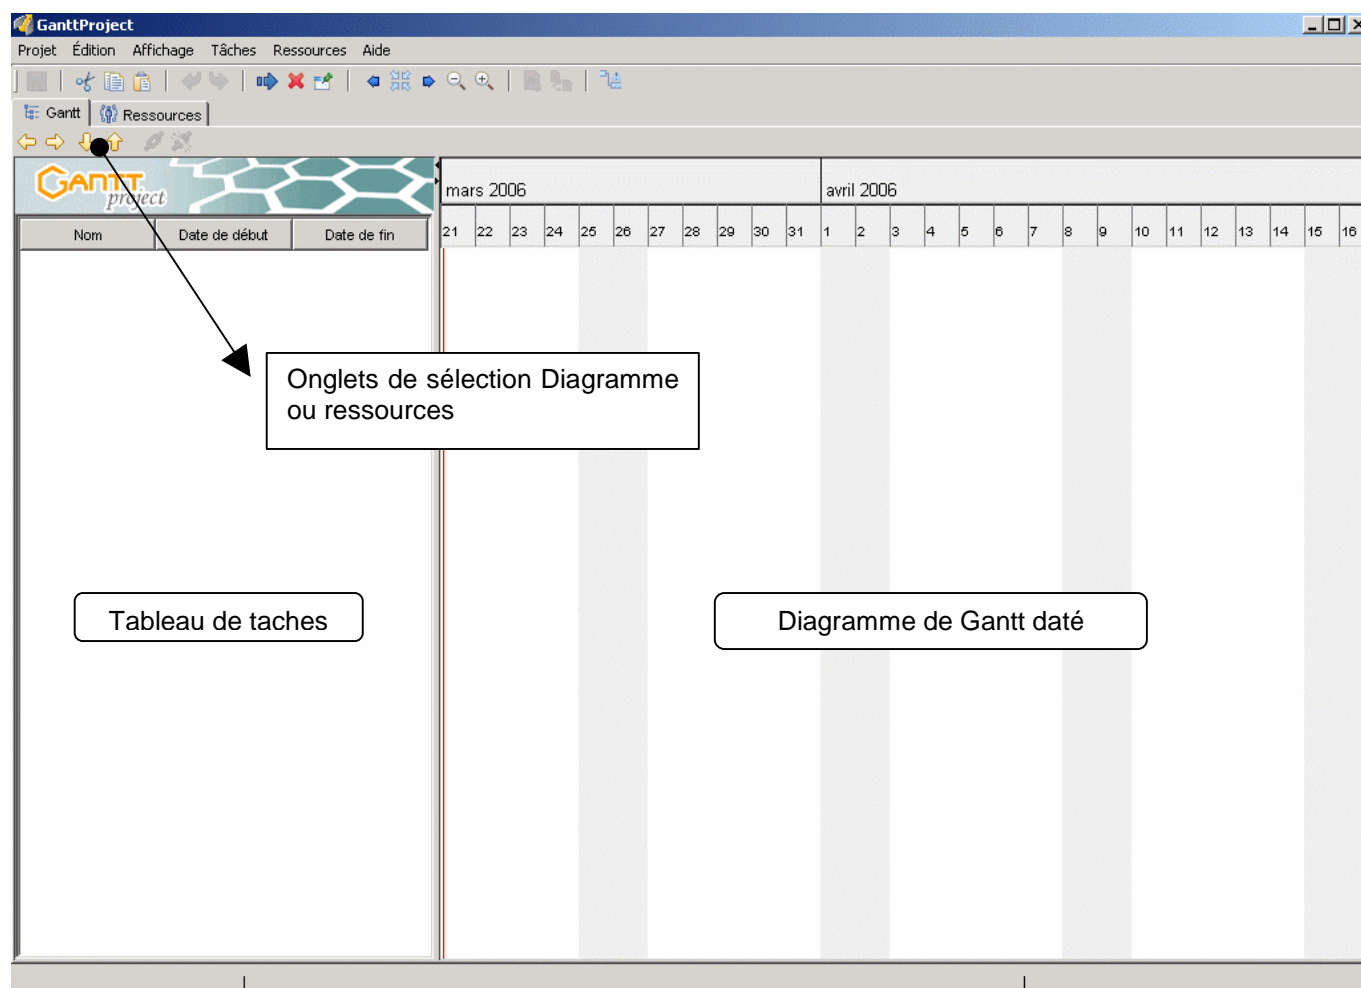 GanttProject
Projet Édition Affichage Tâches Ressources Aide
Gantt Ressources
GANTT project
mars 2006 avril 2006
Nom Date de début Date de fin
21 22 23 24 25 26 27 28 29 30 31 1 2 3 4 5 6 7 8 9 10 11 12 13 14 15 16
Onglets de sélection Diagramme
ou ressources
Tableau de taches
Diagramme de Gantt daté